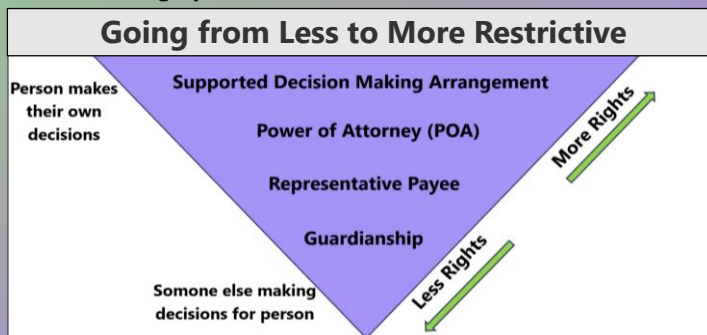 Going from Less to More Restrictive
Person makes
their own
decisions
Supported Decision Making Arrangement
Power of Attorney (POA)
Representative Payee
Guardianship
More Rights
Less Rights
Somone else making
decisions for person